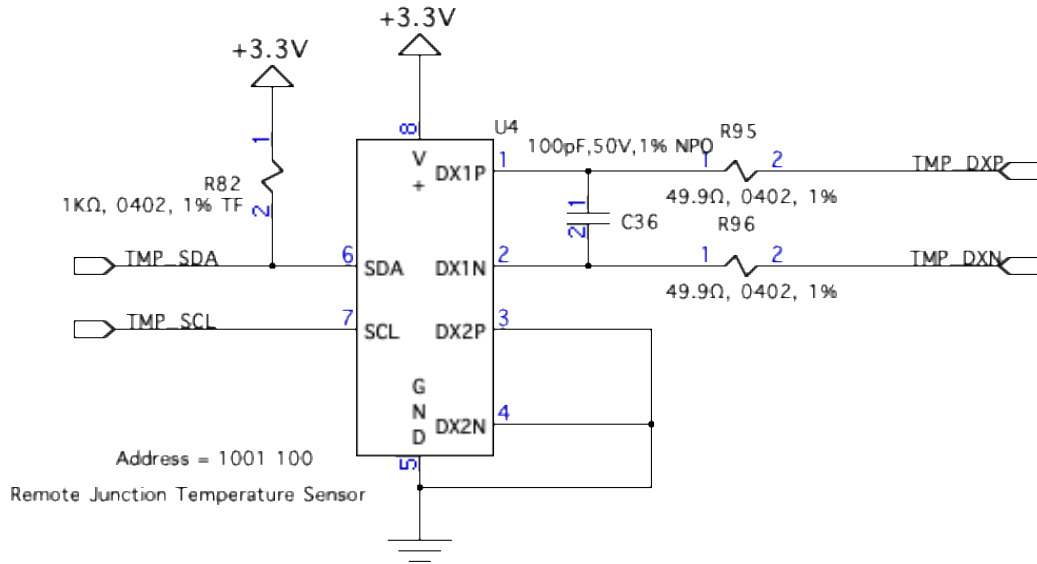 +3.3V
+3.3V
8
U4
1
R82
1KΩ, 0402, 1% TF
2
V
+
DX1P
1
100pF,50V,1% NPO
R95
1
2
TMP_DXP
49.9Ω, 0402, 1%
1
2
C36
R96
TMP_SDA
6
SDA
DX1N
2
1
2
TMP_DXN
49.9Ω, 0402, 1%
TMP_SCL
7
SCL
DX2P
3
G
N
D
DX2N
4
5
Address = 1001 100
Remote Junction Temperature Sensor